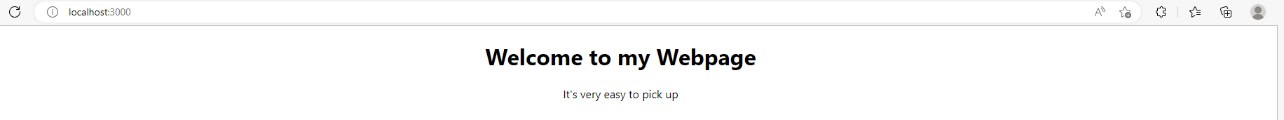 localhost:3000
Welcome to my Webpage
It's very easy to pick up